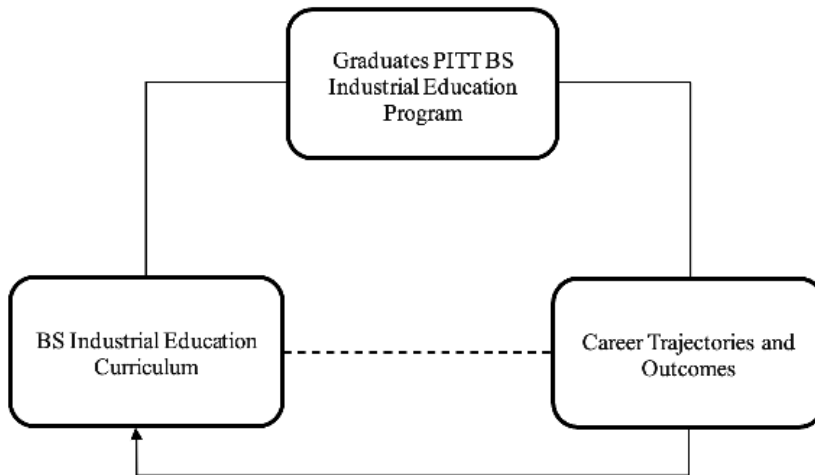 Graduates PITT BS
Industrial Education
Program
BS Industrial Education
Curriculum
Career Trajectories and
Outcomes